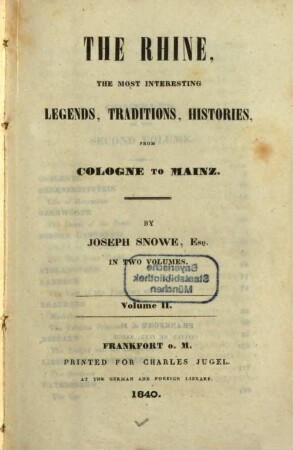 THE RHINE,
THE MOST INTERESTING
LEGENDS, TRADITIONS, HISTORIES,
FROM
COLOGNE TO MAINZ.
BY
JOSEPH SNOWE, Esq.
IN TWO VOLUMES.
Bayerische
Staatsbibliothek
München
Volume II.
FRANKFORT o. M.
PRINTED FOR CHARLES JUGEL.
AT THE GERMAN AND FOREIGN LIBRARY.
1840.